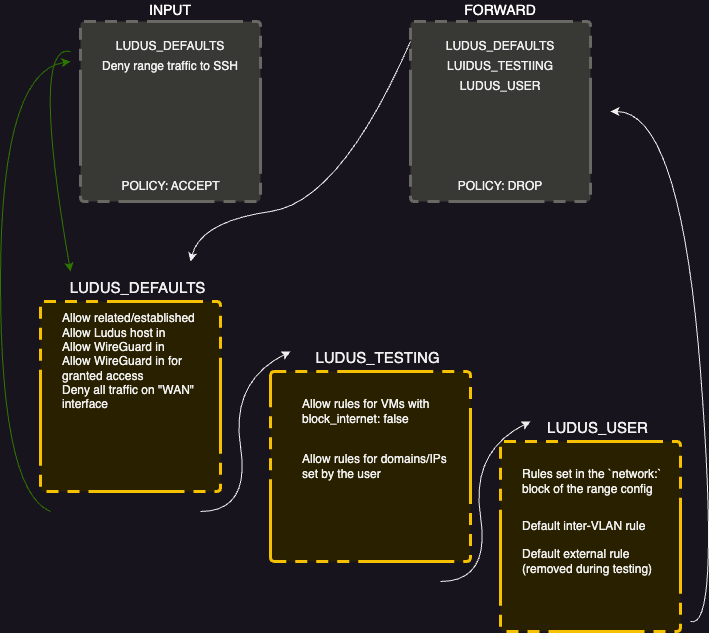 INPUT
LUDUS_DEFAULTS
Deny range traffic to SSH
POLICY: ACCEPT
FORWARD
LUDUS_DEFAULTS
LUIDUS_TESTIING
LUDUS_USER
POLICY: DROP
LUDUS_DEFAULTS
Allow related/established
Allow Ludus host in
Allow WireGuard in
Allow WireGuard in for
granted access
Deny all traffic on "WAN"
interface
LUDUS_TESTING
Allow rules for VMs with
block_internet: false
Allow rules for domains/IPs
set by the user
LUDUS_USER
Rules set in the `network:`
block of the range config
Default inter-VLAN rule
Default external rule
(removed during testing)